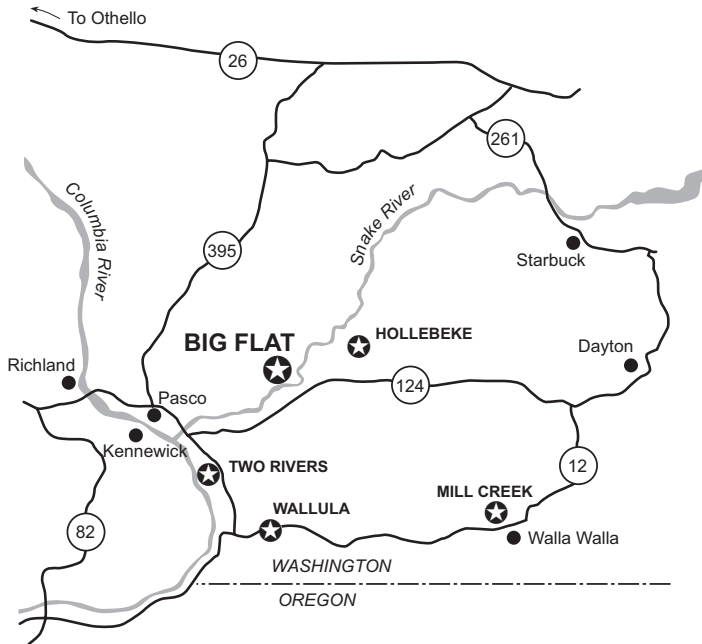 To Othello
26
261
Columbia River
Snake River
395
Starbuck
HOLLEBEKE
BIG FLAT
Dayton
Richland
124
Pasco
Kennewick
TWO RIVERS
12
MILL CREEK
WALLULA
82
Walla Walla
WASHINGTON
OREGON